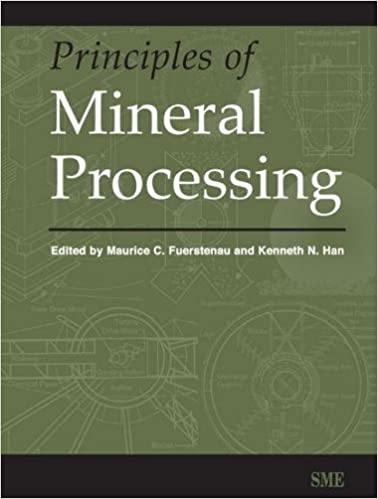 Principles of
Mineral
Processing
Edited by Maurice C. Fuerstenau and Kenneth N. Han
SME